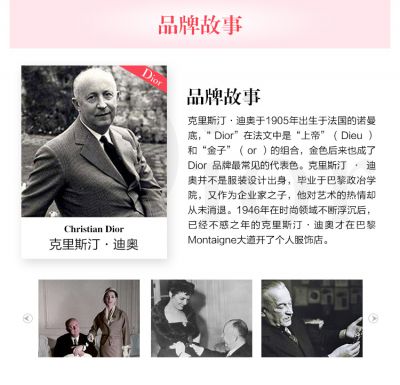 品牌故事
Dior
品牌故事
克里斯汀·迪奥于1905年出生于法国的诺曼
底，“ Dior”在法文中是“上帝”（ Dieu ）
和“金子”（ or ）的组合，金色后来也成了
Dior 品牌最常见的代表色。克里斯汀 · 迪
奥并不是服装设计出身，毕业于巴黎政冶学
院，又作为企业家之子，他对艺术的热情却
从未消退。1946年在时尚领域不断浮沉后，
已经不惑之年的克里斯汀·迪奥才在巴黎
Montaigne大道开了个人服饰店。
Christian Dior
克里斯汀·迪奥